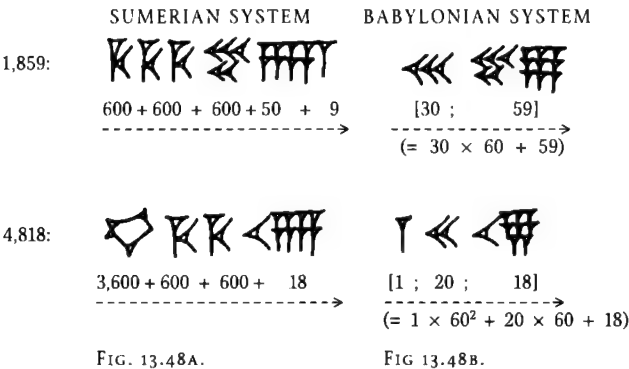 SUMERIAN SYSTEM BABYLONIAN SYSTEM
1,859:
600 + 600 + 600 + 50 + 9 [30 ; 59]
(= 30 × 60 + 59)
4,818:
3,600 + 600 + 600 + 18 [1 ; 20 ; 18]
(= 1 × 60² + 20 × 60 + 18)
FIG. 13.48A. FIG 13.48B.